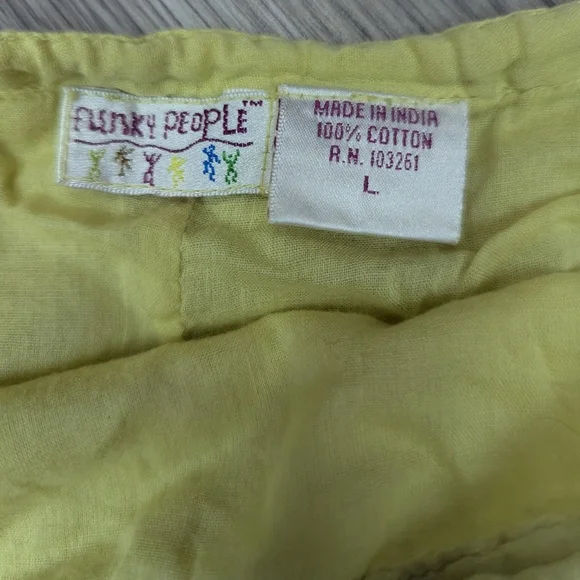 FUNKY PEOPLE™
MADE IN INDIA
100% COTTON
R.N. 103261
L